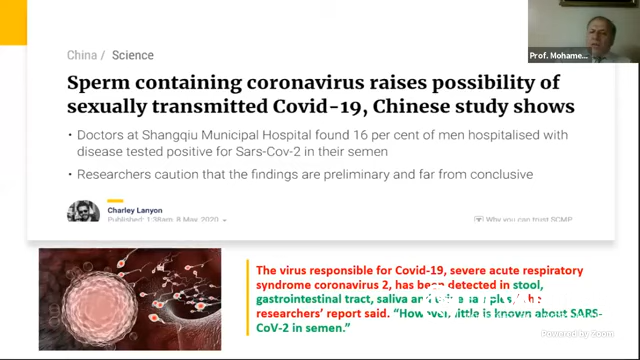 China / Science
Prof. Mohame...
Sperm containing coronavirus raises possibility of
sexually transmitted Covid-19, Chinese study shows
• Doctors at Shangqiu Municipal Hospital found 16 per cent of men hospitalised with
disease tested positive for Sars-Cov-2 in their semen
• Researchers caution that the findings are preliminary and far from conclusive
Charley Lanyon
Published: 1:38am, 8 May, 2020
Why you can trust SCMP
The virus responsible for Covid-19, severe acute respiratory
syndrome coronavirus 2, has been detected in stool,
gastrointestinal tract, saliva and
researchers' report said. "However, little is known about SARS-
CoV-2 in semen."
Powered by Zoom